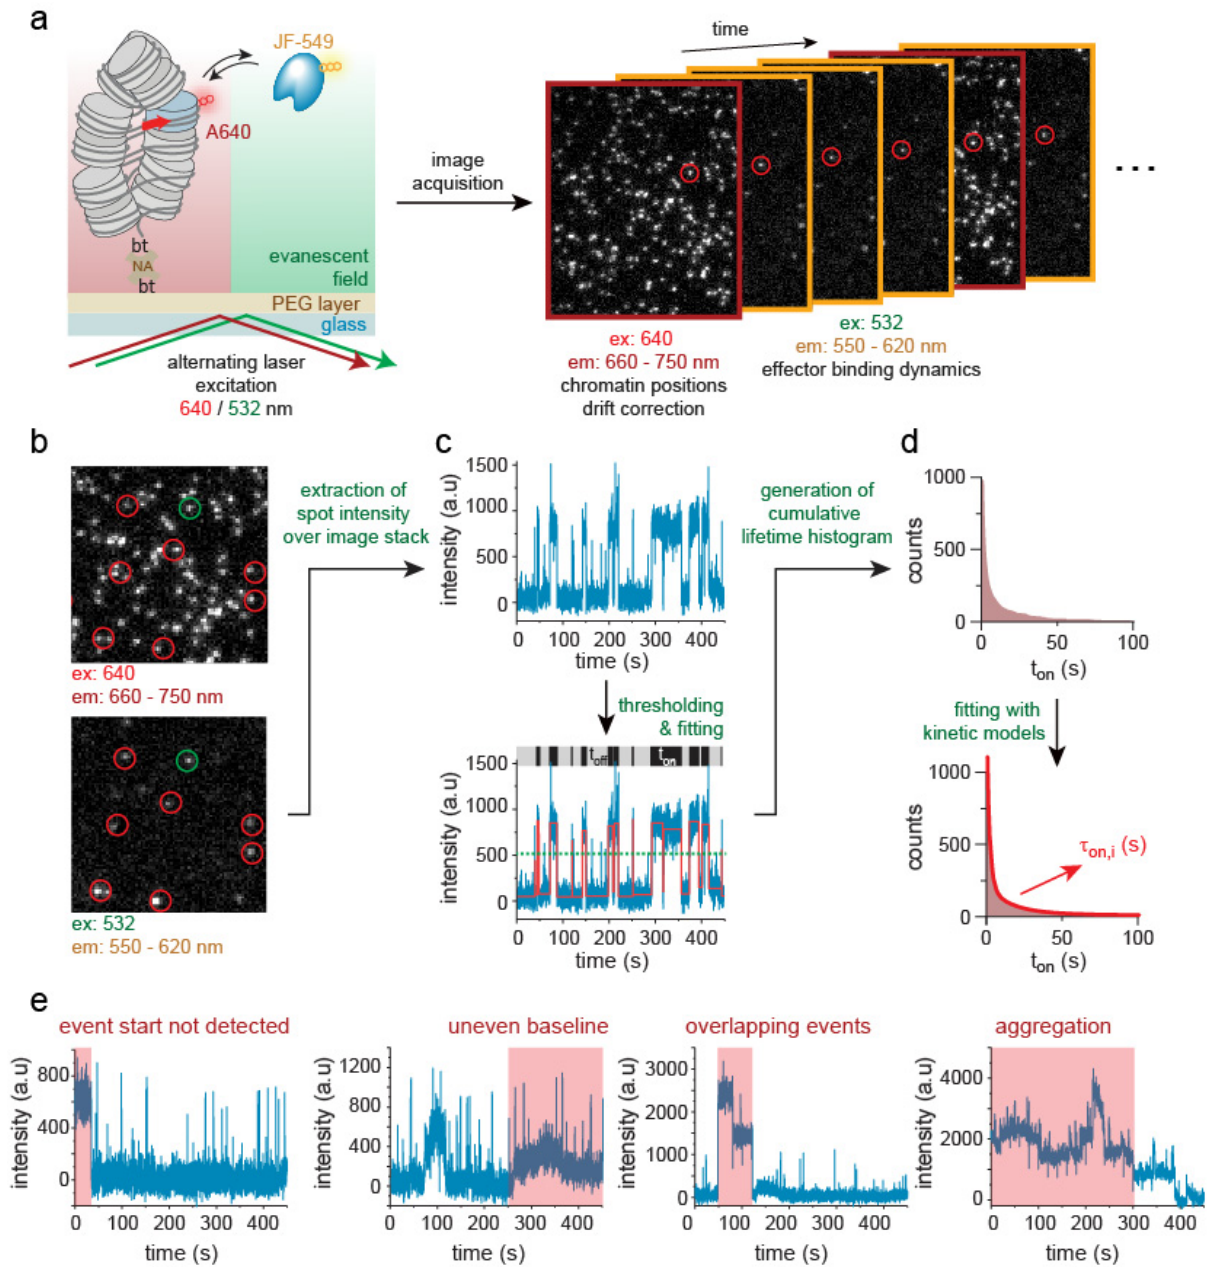 a
JF-549
A640
bt
NA
bt
evanescent
field
PEG layer
glass
alternating laser
excitation
640 / 532 nm
image
acquisition
time
...
ex: 640
em: 660 - 750 nm
chromatin positions
drift correction
ex: 532
em: 550 - 620 nm
effector binding dynamics
b
ex: 640
em: 660 - 750 nm
ex: 532
em: 550 - 620 nm
extraction of
spot intensity
over image stack
c
1500
1000
500
0
intensity (a.u)
0 100 200 300 400
time (s)
thresholding
& fitting
toff
ton
1500
1000
500
0
intensity (a.u)
0 100 200 300 400
time (s)
generation of
cumulative
lifetime histogram
d
1000
500
0
counts
0 50 100
ton (s)
fitting with
kinetic models
1000
500
0
counts
τon,i (s)
0 50 100
ton (s)
e
event start not detected
800
400
0
intensity (a.u)
0 100 200 300 400
time (s)
uneven baseline
1200
800
400
0
intensity (a.u)
0 100 200 300 400
time (s)
overlapping events
3000
2500
2000
1500
1000
500
0
intensity (a.u)
0 100 200 300 400
time (s)
aggregation
4000
2000
0
intensity (a.u)
0 100 200 300 400
time (s)